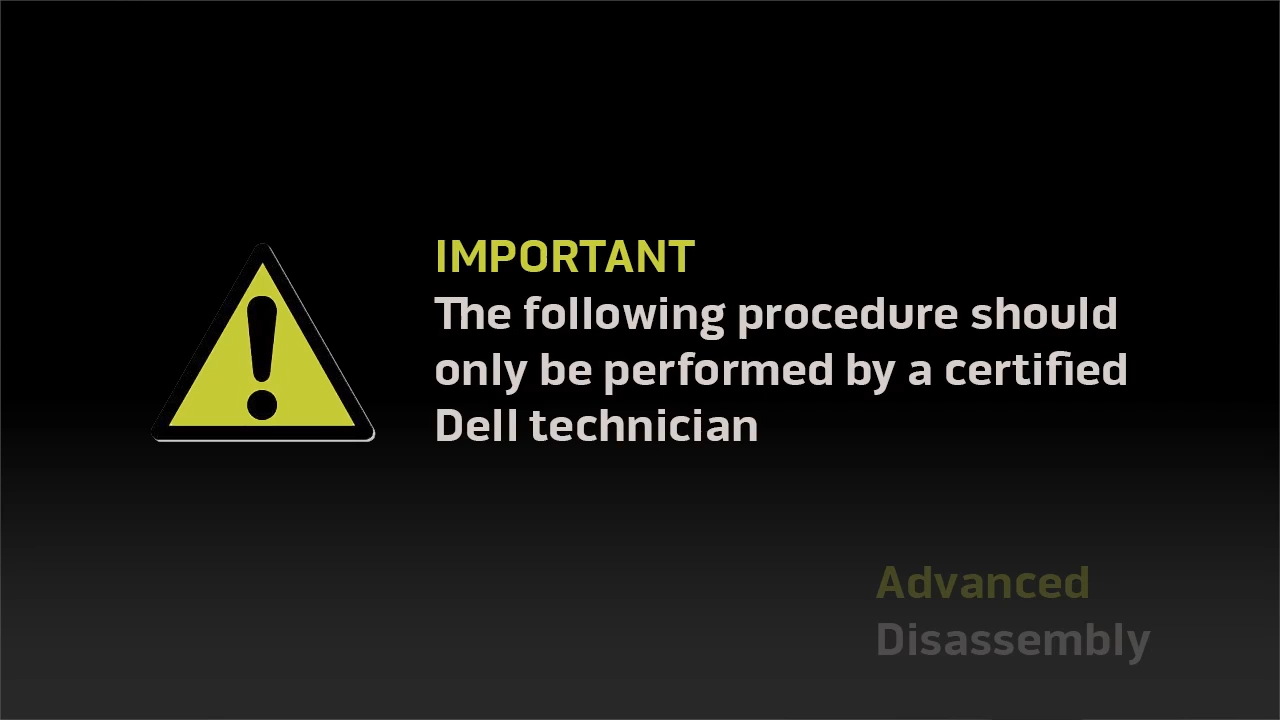 IMPORTANT
The following procedure should
only be performed by a certified
Dell technician
Advanced
Disassembly